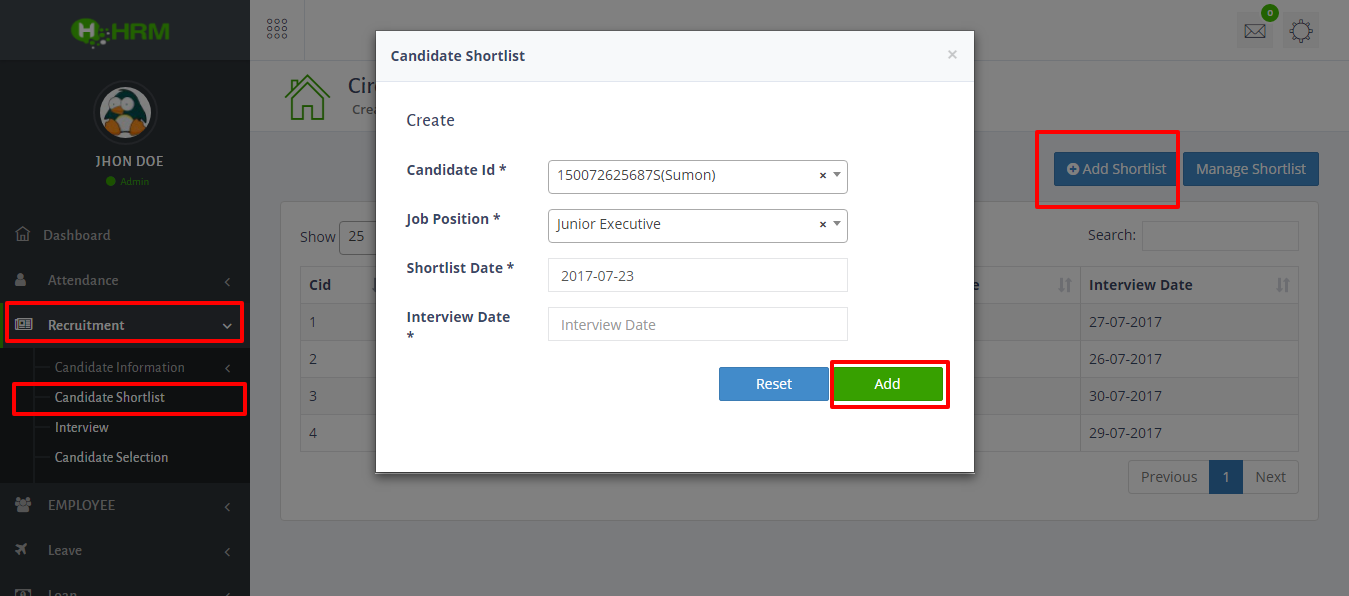 HRM
0
JHON DOE
Admin
Dashboard
Attendance
Recruitment
Candidate Information
Candidate Shortlist
Interview
Candidate Selection
EMPLOYEE
Leave
Loan
Candidate Shortlist ×
Create
Candidate Id *
150072625687S(Sumon) ×
Job Position *
Junior Executive ×
Shortlist Date *
2017-07-23
Interview Date
*
Interview Date
Reset Add
Add Shortlist Manage Shortlist
Show 25
Search:
Cid Interview Date
1 27-07-2017
2 26-07-2017
3 30-07-2017
4 29-07-2017
Previous 1 Next